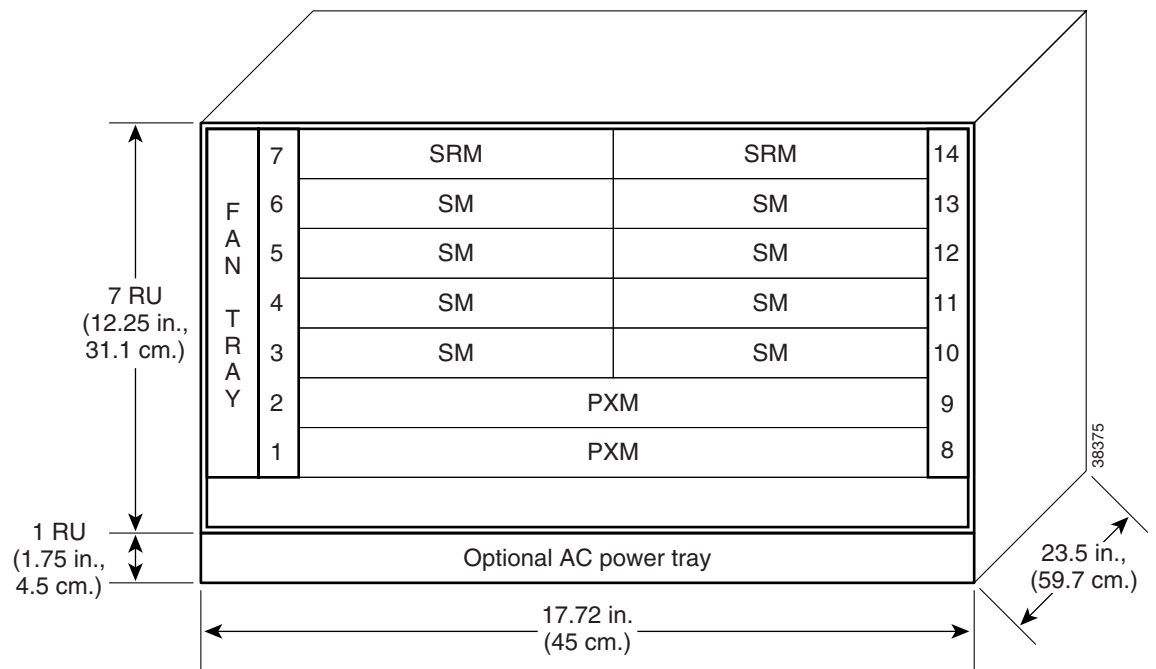 7 SRM SRM 14
6 SM SM 13
5 SM SM 12
4 SM SM 11
3 SM SM 10
2 PXM 9
1 PXM 8
FAN TRAY
7 RU
(12.25 in.,
31.1 cm.)
1 RU
(1.75 in.,
4.5 cm.)
Optional AC power tray
17.72 in.
(45 cm.)
23.5 in.,
(59.7 cm.)
38375